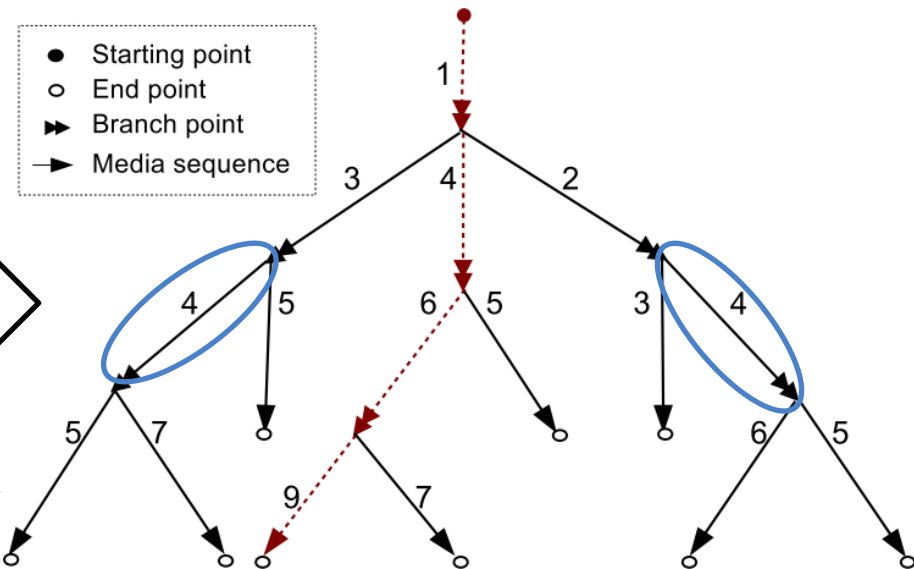 Starting point
End point
Branch point
Media sequence
1
3 4 2
4 5 6 5 3 4
5 7 6 5
9 7